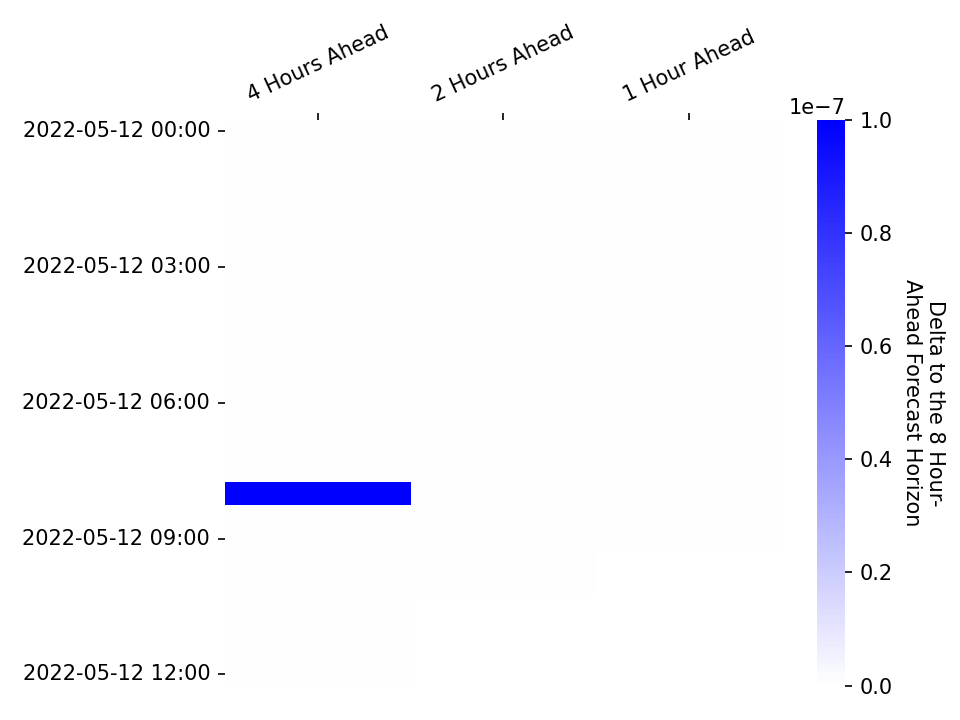 4 Hours Ahead
2 Hours Ahead
1 Hour Ahead
1e−7
2022-05-12 00:00
2022-05-12 03:00
2022-05-12 06:00
2022-05-12 09:00
2022-05-12 12:00
1.0
0.8
0.6
0.4
0.2
0.0
Delta to the 8 Hour-
Ahead Forecast Horizon